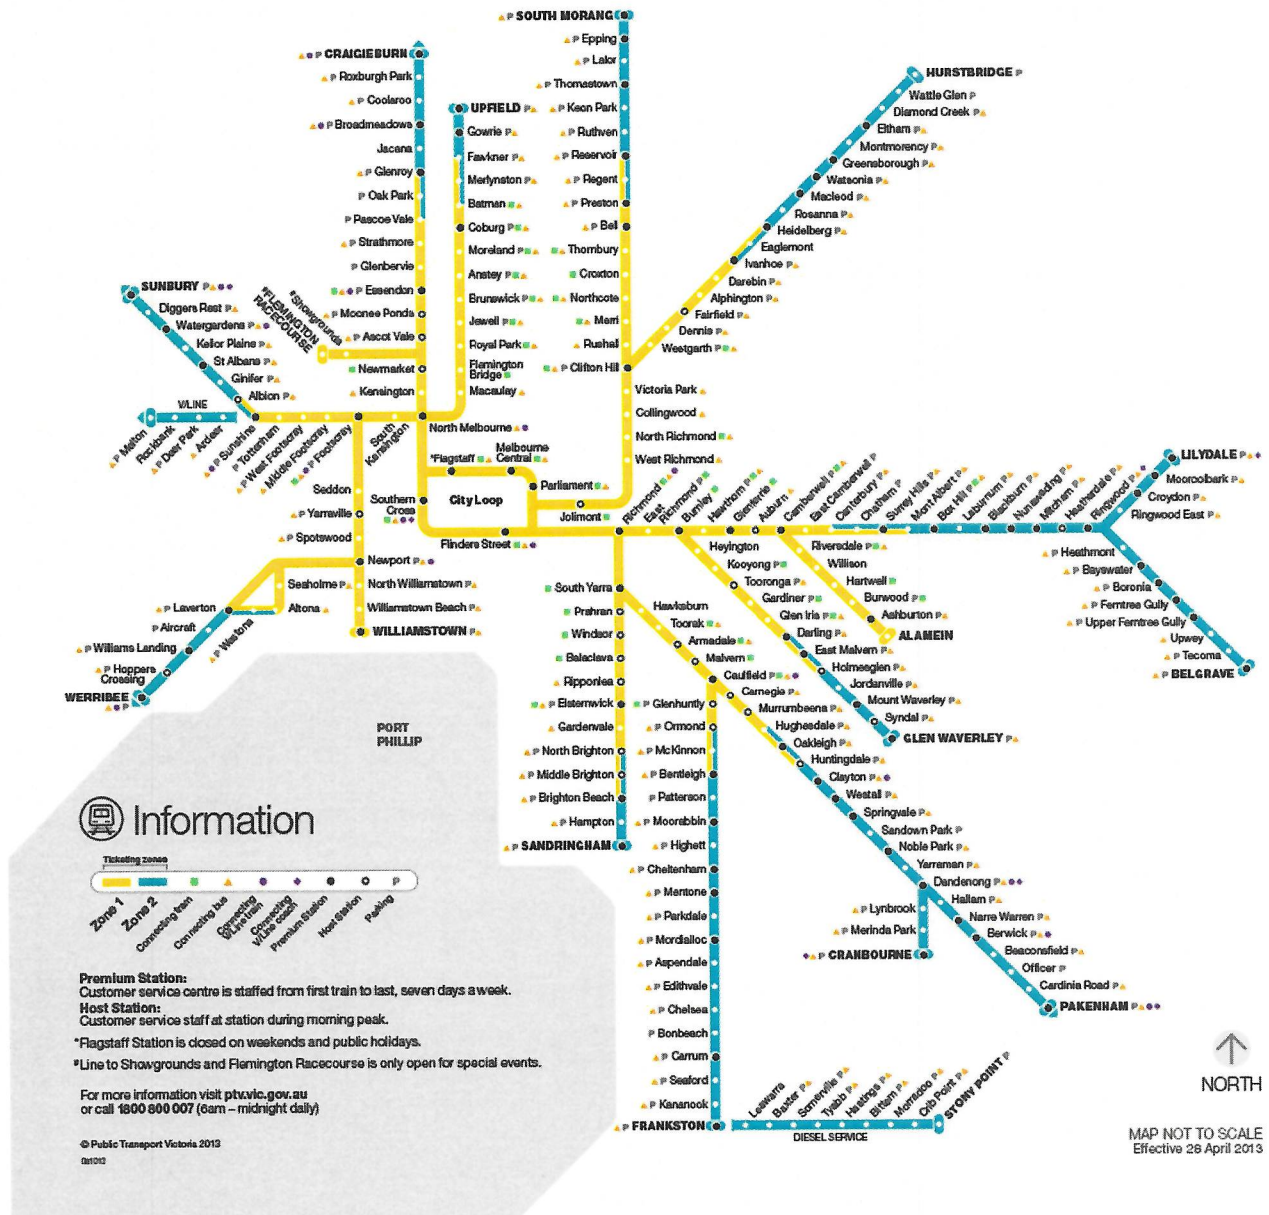 SOUTH MORANG
Epping
Lalor
Thomastown
Keon Park
Ruthven
Reservoir
Regent
Preston
Bell
Thornbury
Croxton
Northcote
Merri
Rushall
Clifton Hill
Victoria Park
Collingwood
North Richmond
West Richmond
Jolimont
CRAIGIEBURN
Roxburgh Park
Coolaroo
Broadmeadows
Jacana
Glenroy
Oak Park
Pascoe Vale
Strathmore
Glenbervie
Essendon
Moonee Ponds
Ascot Vale
Newmarket
Kensington
#Showgrounds
#FLEMINGTON
RACECOURSE
UPFIELD
Gowrie
Fawkner
Merlynston
Batman
Coburg
Moreland
Anstey
Brunswick
Jewell
Royal Park
Flemington
Bridge
Macaulay
North Melbourne
HURSTBRIDGE
Wattle Glen
Diamond Creek
Eltham
Montmorency
Greensborough
Watsonia
Macleod
Rosanna
Heidelberg
Eaglemont
Ivanhoe
Darebin
Alphington
Fairfield
Dennis
Westgarth
SUNBURY
Diggers Rest
Watergardens
Keilor Plains
St Albans
Ginifer
Albion
V/LINE
Melton
Rockbank
Deer Park
Ardeer
Sunshine
Tottenham
West Footscray
Middle Footscray
Footscray
South
Kensington
*Flagstaff
Melbourne
Central
Parliament
City Loop
Southern
Cross
Flinders Street
Seddon
Yarraville
Spotswood
Newport
Seaholme
North Williamstown
Altona
Williamstown Beach
WILLIAMSTOWN
Laverton
Westona
Aircraft
Williams Landing
Hoppers
Crossing
WERRIBEE
Richmond
East
Richmond
Burnley
Hawthorn
Glenferrie
Auburn
Camberwell
East Camberwell
Canterbury
Chatham
Surrey Hills
Mont Albert
Box Hill
Laburnum
Blackburn
Nunawading
Mitcham
Heatherdale
Ringwood
LILYDALE
Mooroolbark
Croydon
Ringwood East
Heathmont
Bayswater
Boronia
Ferntree Gully
Upper Ferntree Gully
Upwey
Tecoma
BELGRAVE
Riversdale
Willison
Hartwell
Burwood
Ashburton
ALAMEIN
Heyington
Kooyong
Tooronga
Gardiner
Glen Iris
Darling
East Malvern
Holmesglen
Jordanville
Mount Waverley
Syndal
GLEN WAVERLEY
South Yarra
Prahran
Windsor
Balaclava
Ripponlea
Elsternwick
Gardenvale
North Brighton
Middle Brighton
Brighton Beach
Hampton
SANDRINGHAM
Hawksburn
Toorak
Armadale
Malvern
Caulfield
Carnegie
Murrumbeena
Hughesdale
Oakleigh
Huntingdale
Clayton
Westall
Springvale
Sandown Park
Noble Park
Yarraman
Dandenong
Hallam
Narre Warren
Berwick
Beaconsfield
Officer
Cardinia Road
PAKENHAM
Lynbrook
Merinda Park
CRANBOURNE
Glenhuntly
Ormond
McKinnon
Bentleigh
Patterson
Moorabbin
Highett
Cheltenham
Mentone
Parkdale
Mordialloc
Aspendale
Edithvale
Chelsea
Bonbeach
Carrum
Seaford
Kananook
FRANKSTON
Leawarra
Baxter
Somerville
Tyabb
Hastings
Bittern
Morradoo
Crib Point
STONY POINT
DIESEL SERVICE
PORT
PHILLIP
Information
Ticketing zones
Zone 1
Zone 2
Connecting tram
Connecting bus
Connecting
V/Line train
Connecting
V/Line coach
Premium Station
Host Station
Parking
Premium Station:
Customer service centre is staffed from first train to last, seven days a week.
Host Station:
Customer service staff at station during morning peak.
*Flagstaff Station is closed on weekends and public holidays.
#Line to Showgrounds and Flemington Racecourse is only open for special events.
For more information visit ptv.vic.gov.au
or call 1800 800 007 (6am – midnight daily)
© Public Transport Victoria 2013
NORTH
MAP NOT TO SCALE
Effective 28 April 2013